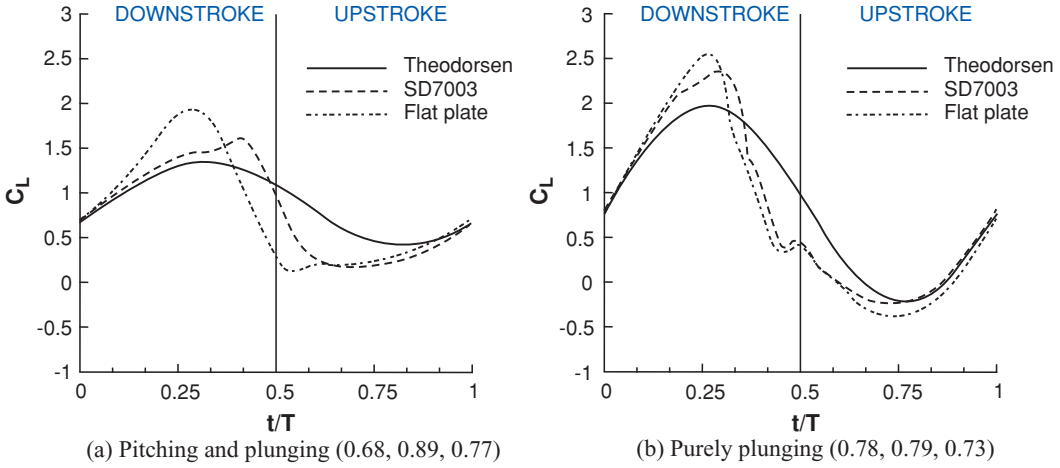 DOWNSTROKE UPSTROKE
Theodorsen
SD7003
Flat plate
3
2.5
2
1.5
1
0.5
0
-0.5
-1
C_L
0 0.25 0.5 0.75 1
t/T
(a) Pitching and plunging (0.68, 0.89, 0.77)
DOWNSTROKE UPSTROKE
Theodorsen
SD7003
Flat plate
3
2.5
2
1.5
1
0.5
0
-0.5
-1
C_L
0 0.25 0.5 0.75 1
t/T
(b) Purely plunging (0.78, 0.79, 0.73)